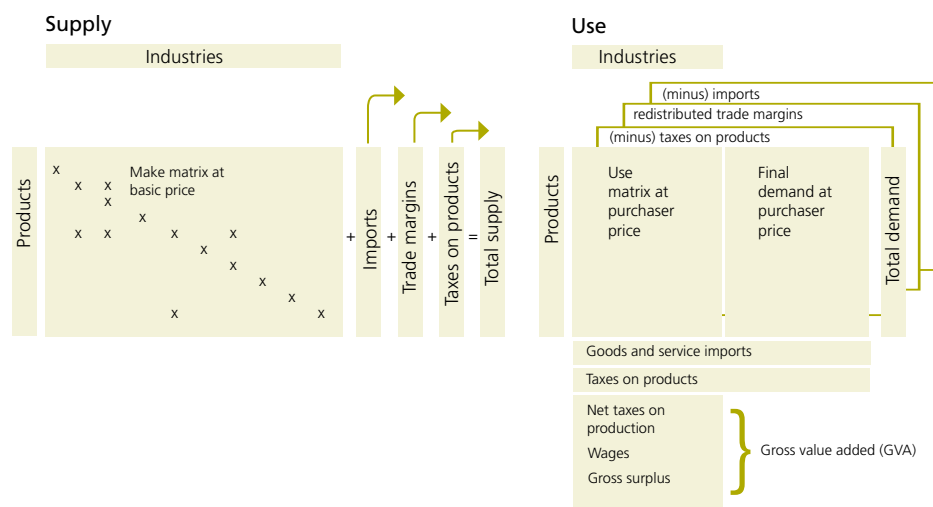 Supply
Industries
Products
x
x x
x
x
x x x x
x
x
x
x
x x
Make matrix at
basic price
+
Imports
+
Trade margins
+
Taxes on products
=
Total supply
Use
Industries
(minus) imports
redistributed trade margins
(minus) taxes on products
Products
Use
matrix at
purchaser
price
Final
demand at
purchaser
price
Total demand
Goods and service imports
Taxes on products
Net taxes on
production
Wages
Gross surplus
} Gross value added (GVA)